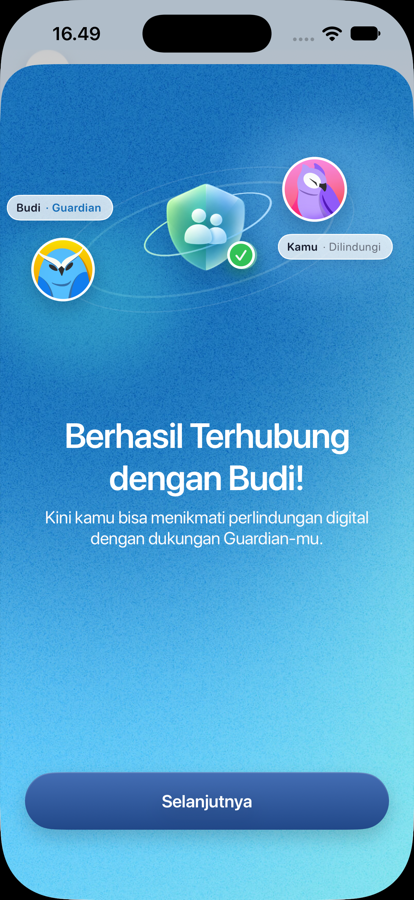 16.49
Budi · Guardian
Kamu · Dilindungi
Berhasil Terhubung
dengan Budi!
Kini kamu bisa menikmati perlindungan digital
dengan dukungan Guardian-mu.
Selanjutnya